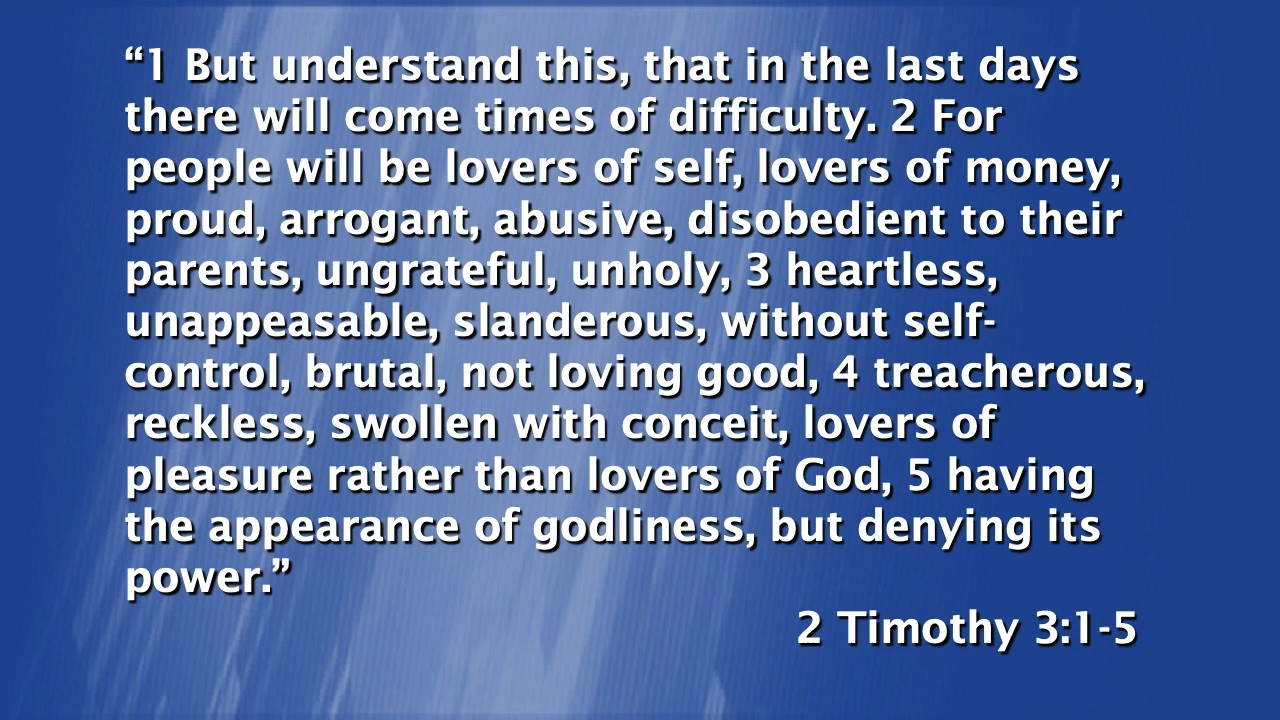 “1 But understand this, that in the last days
there will come times of difficulty. 2 For
people will be lovers of self, lovers of money,
proud, arrogant, abusive, disobedient to their
parents, ungrateful, unholy, 3 heartless,
unappeasable, slanderous, without self-
control, brutal, not loving good, 4 treacherous,
reckless, swollen with conceit, lovers of
pleasure rather than lovers of God, 5 having
the appearance of godliness, but denying its
power.”
2 Timothy 3:1-5